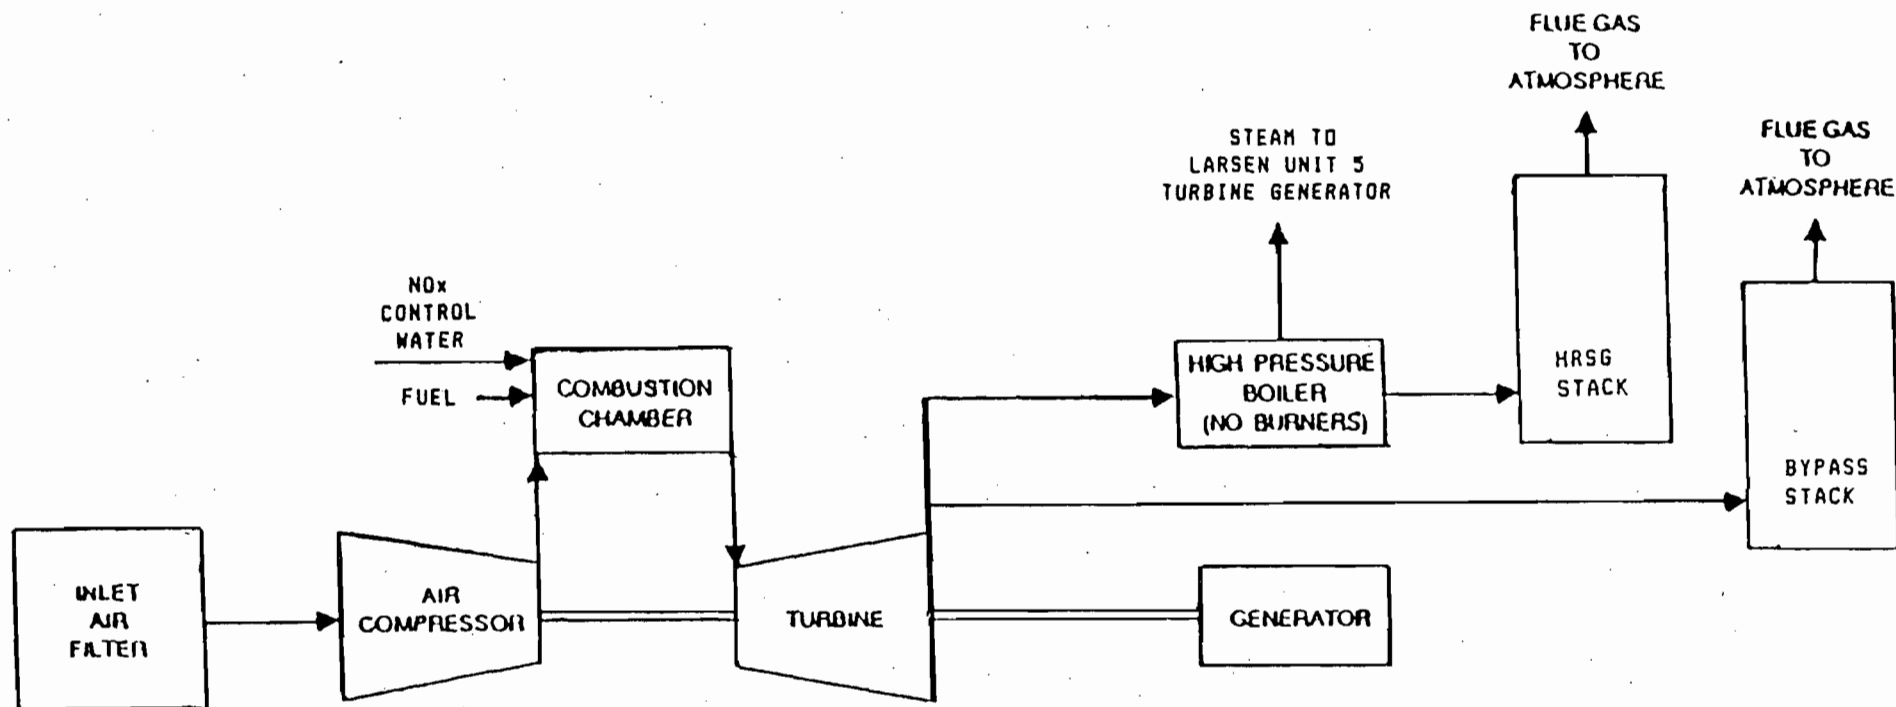 FLUE GAS
TO
ATMOSPHERE
FLUE GAS
TO
ATMOSPHERE
STEAM TO
LARSEN UNIT 5
TURBINE GENERATOR
NOx
CONTROL
WATER
FUEL
COMBUSTION
CHAMBER
HIGH PRESSURE
BOILER
(NO BURNERS)
HRSG
STACK
BYPASS
STACK
INLET
AIR
FILTER
AIR
COMPRESSOR
TURBINE
GENERATOR